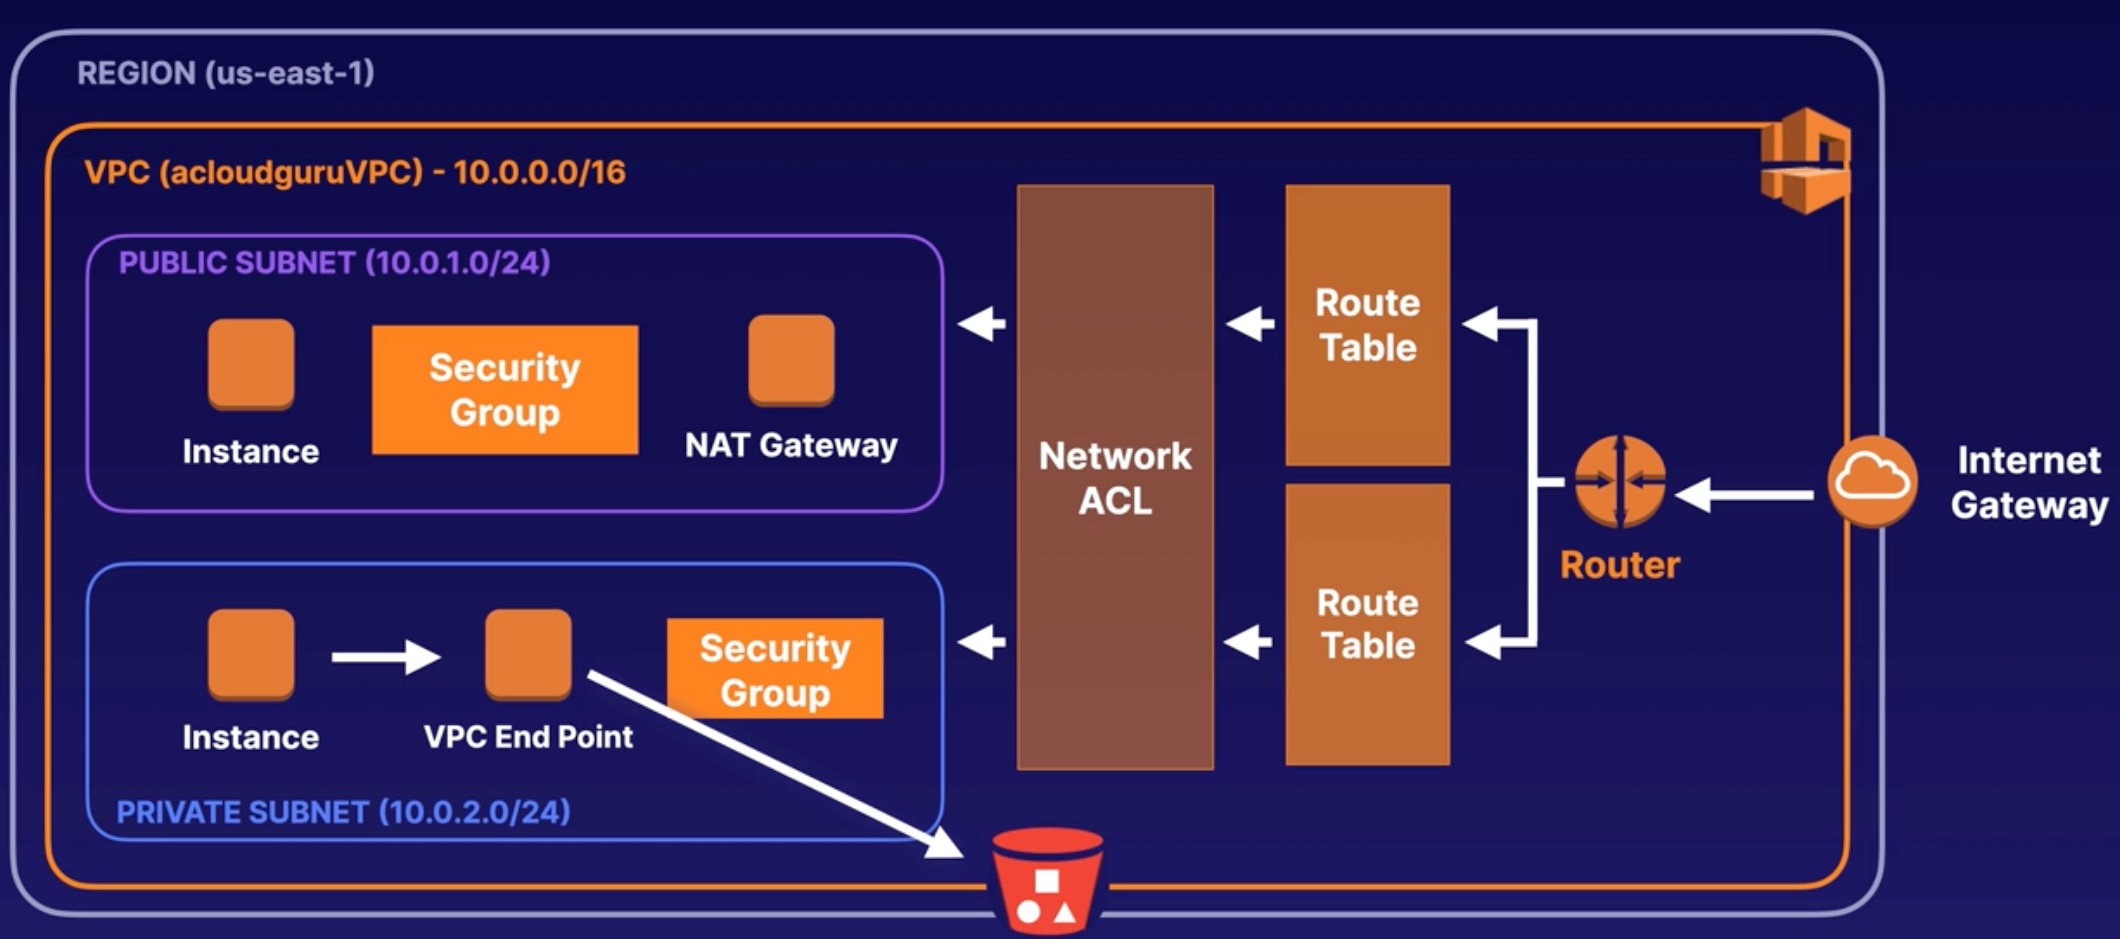 REGION (us-east-1)
VPC (acloudguruVPC) - 10.0.0.0/16
PUBLIC SUBNET (10.0.1.0/24)
Instance
Security
Group
NAT Gateway
Instance
VPC End Point
Security
Group
PRIVATE SUBNET (10.0.2.0/24)
Network
ACL
Route
Table
Route
Table
Router
Internet
Gateway